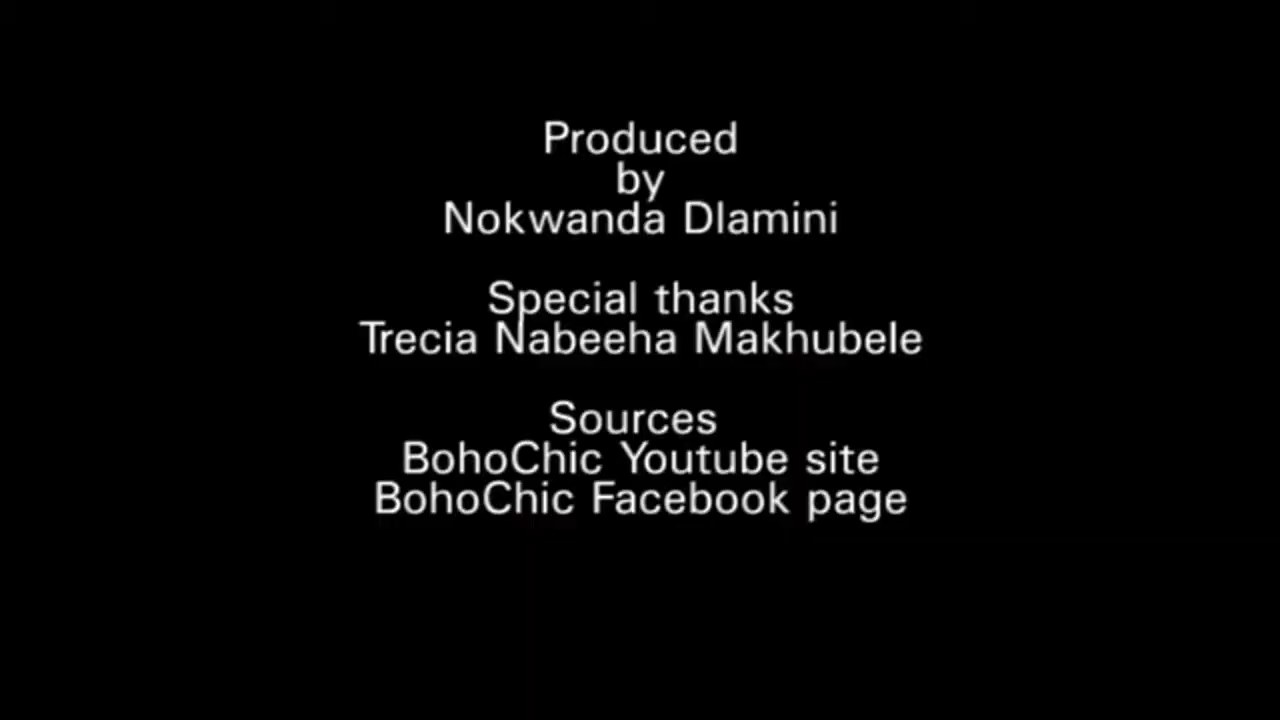 Produced
by
Nokwanda Dlamini
Special thanks
Trecia Nabeeha Makhubele
Sources
BohoChic Youtube site
BohoChic Facebook page